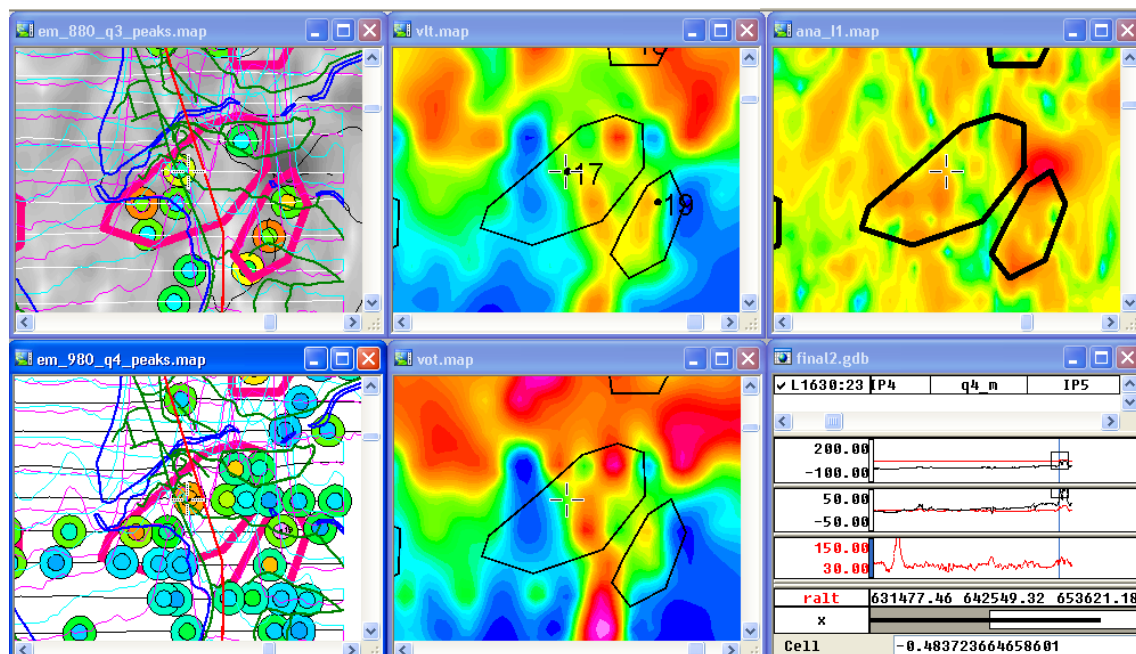 em_880_q3_peaks.map
vlt.map
17
19
ana_l1.map
em_980_q4_peaks.map
vot.map
final2.gdb
L1630:23 IP4 q4_m IP5
200.00
-100.00
50.00
-50.00
150.00
30.00
ralt 631477.46 642549.32 653621.18
x
Cell -0.483723664658601